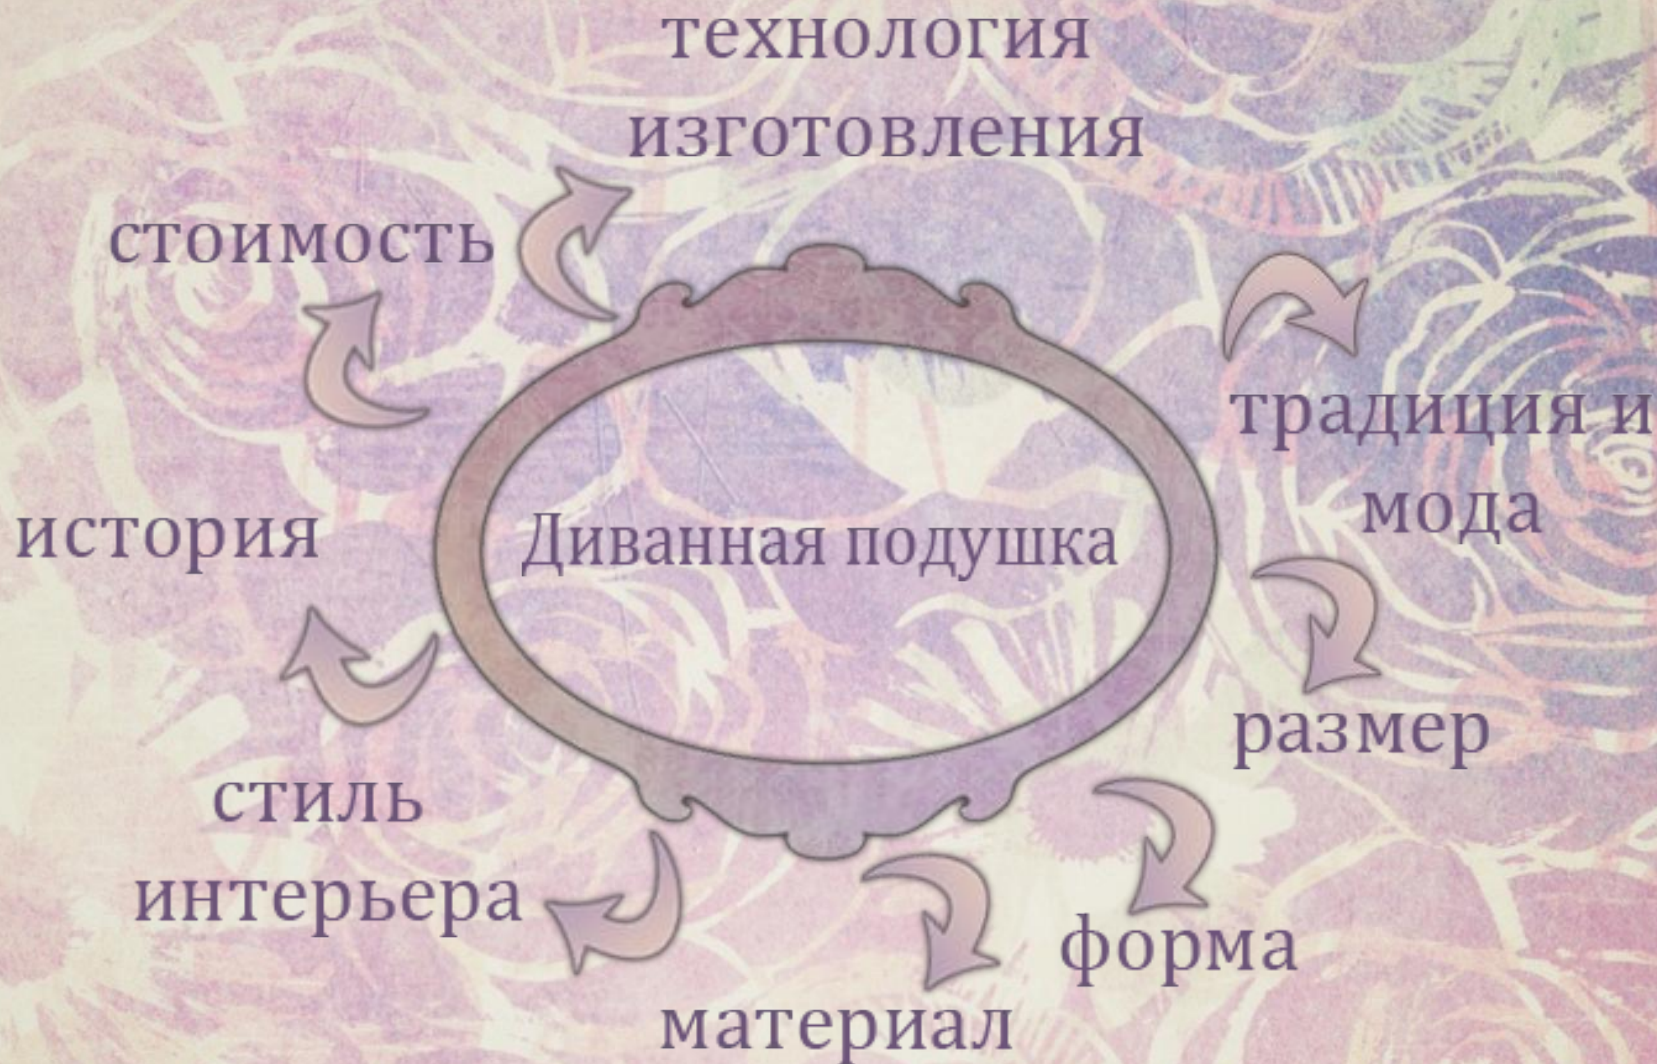 технология
изготовления
стоимость
традиция и
мода
история
Диванная подушка
размер
стиль
интерьера
форма
материал